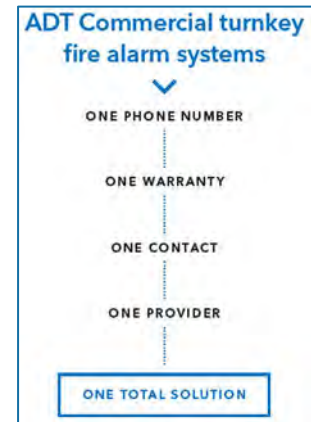 ADT Commercial turnkey
fire alarm systems
ONE PHONE NUMBER
ONE WARRANTY
ONE CONTACT
ONE PROVIDER
ONE TOTAL SOLUTION